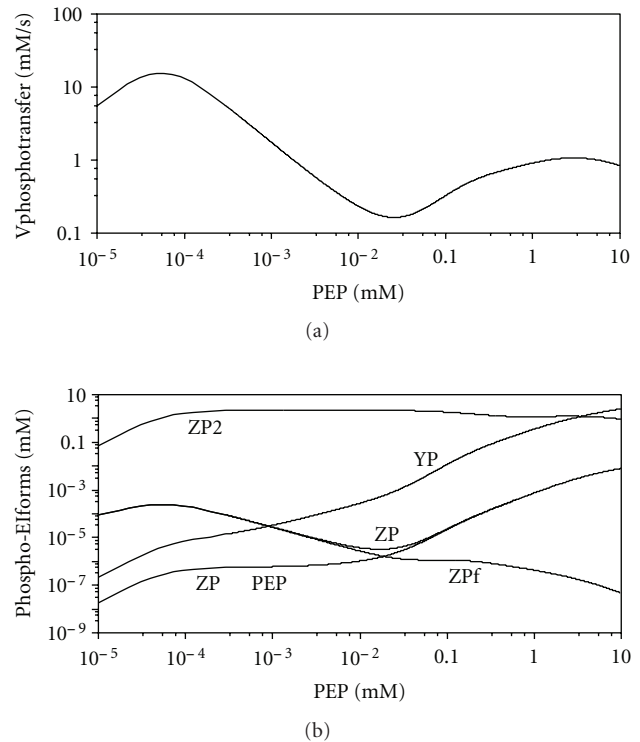 Vphosphotransfer (mM/s)
100
10
1
0.1
10⁻⁵ 10⁻⁴ 10⁻³ 10⁻² 0.1 1 10
PEP (mM)
(a)
Phospho-EIforms (mM)
10
0.1
10⁻³
10⁻⁵
10⁻⁷
10⁻⁹
ZP2
YP
ZP
ZP PEP
ZPf
10⁻⁵ 10⁻⁴ 10⁻³ 10⁻² 0.1 1 10
PEP (mM)
(b)